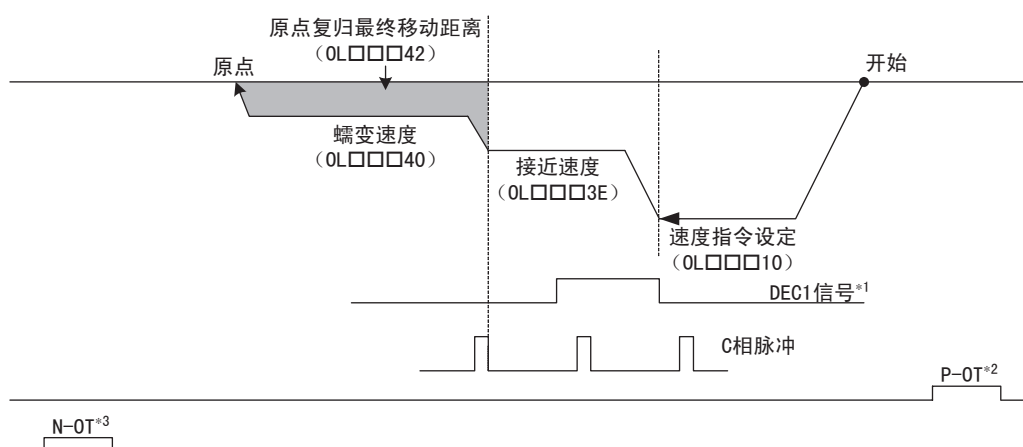 原点复归最终移动距离
（OL□□□42）
原点
开始
蠕变速度
（OL□□□40）
接近速度
（OL□□□3E）
速度指令设定
（OL□□□10）
DEC1信号*1
C相脉冲
P-OT*2
N-OT*3